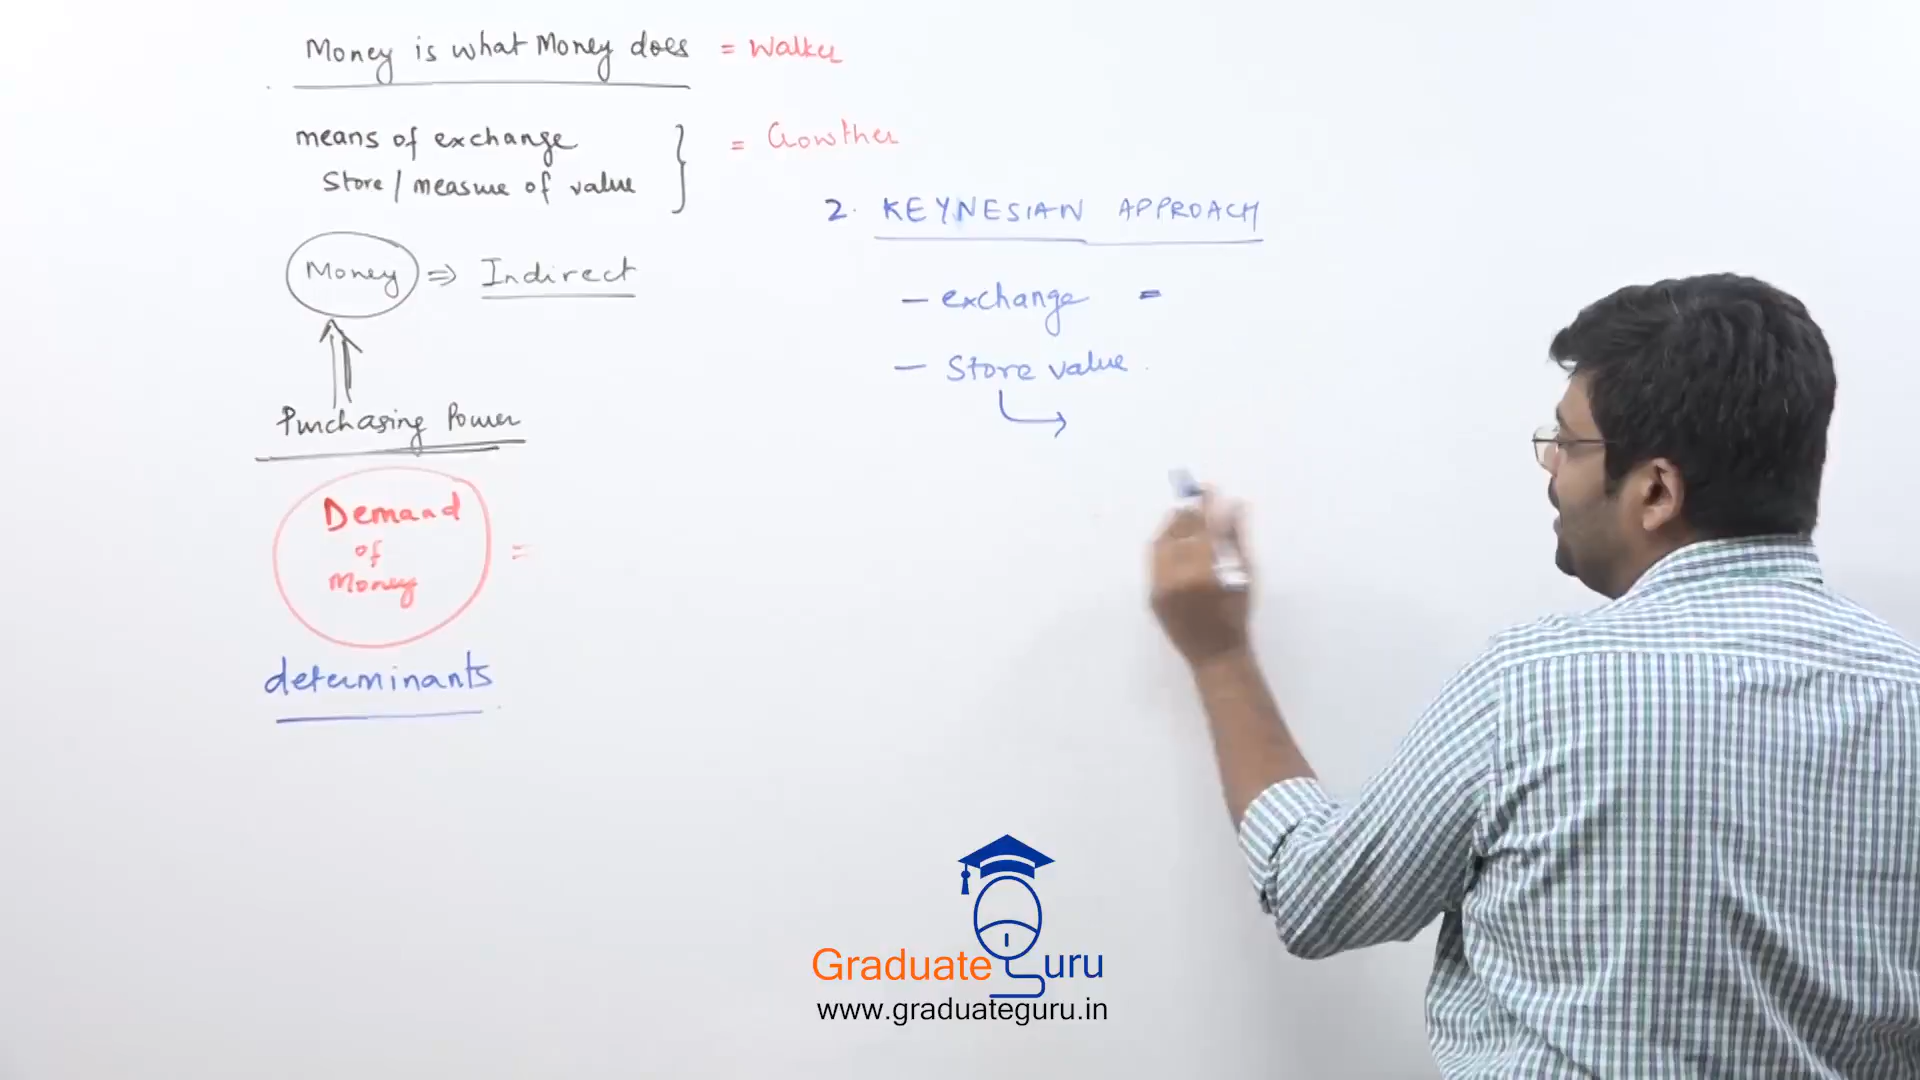 Money is what Money does = Walker
means of exchange
Store / measure of value
= Crowther
Money ⇒ Indirect
Purchasing Power
Demand
of
Money =
determinants
2. KEYNESIAN APPROACH
– exchange =
– Store value
Graduate Guru
www.graduateguru.in